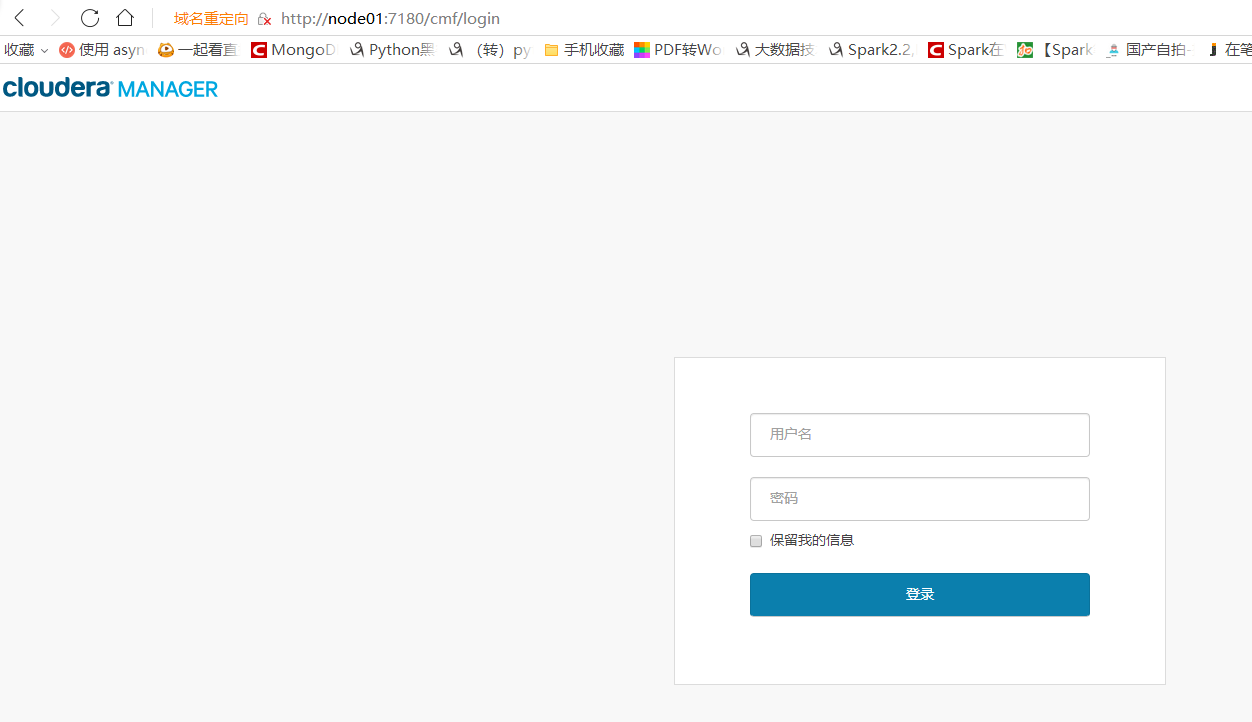 域名重定向 http://node01:7180/cmf/login
收藏 使用 asyn 一起看直 MongoD Python黑 （转）py 手机收藏 PDF转Wo 大数据技 Spark2.2, Spark在 【Spark 国产自拍- 在笔
cloudera MANAGER
用户名
密码
保留我的信息
登录